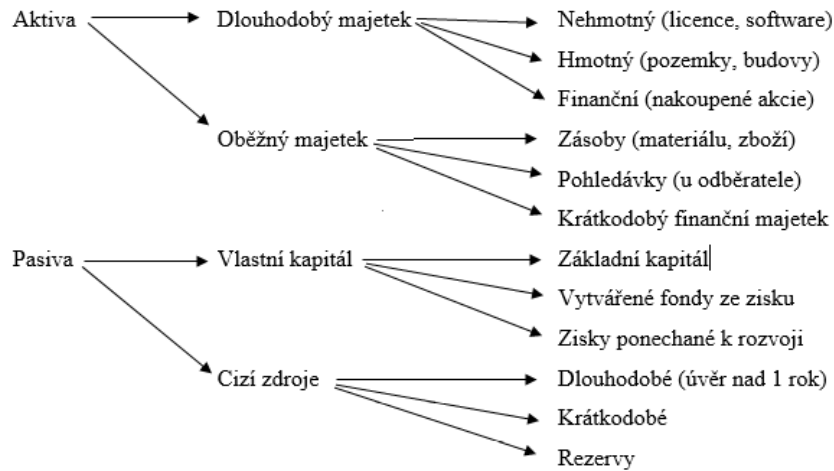 Aktiva Dlouhodobý majetek Nehmotný (licence, software)
Hmotný (pozemky, budovy)
Finanční (nakoupené akcie)
Oběžný majetek Zásoby (materiálu, zboží)
Pohledávky (u odběratele)
Krátkodobý finanční majetek
Pasiva Vlastní kapitál Základní kapitál
Vytvářené fondy ze zisku
Zisky ponechané k rozvoji
Cizí zdroje Dlouhodobé (úvěr nad 1 rok)
Krátkodobé
Rezervy